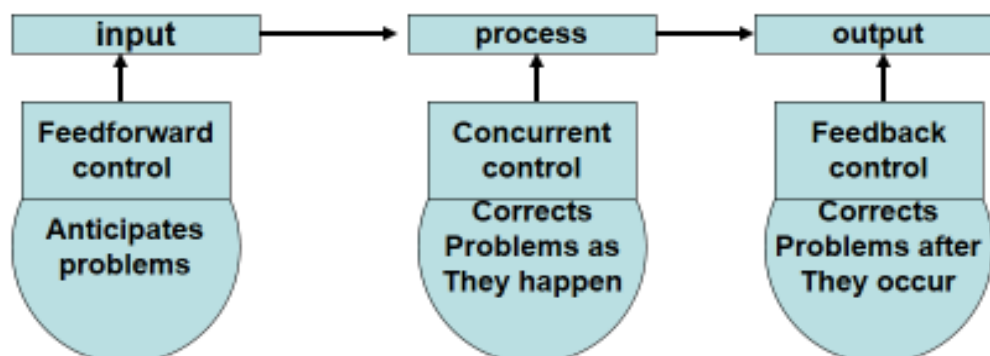 input
process
output
Feedforward
control
Concurrent
control
Feedback
control
Anticipates
problems
Corrects
Problems as
They happen
Corrects
Problems after
They occur